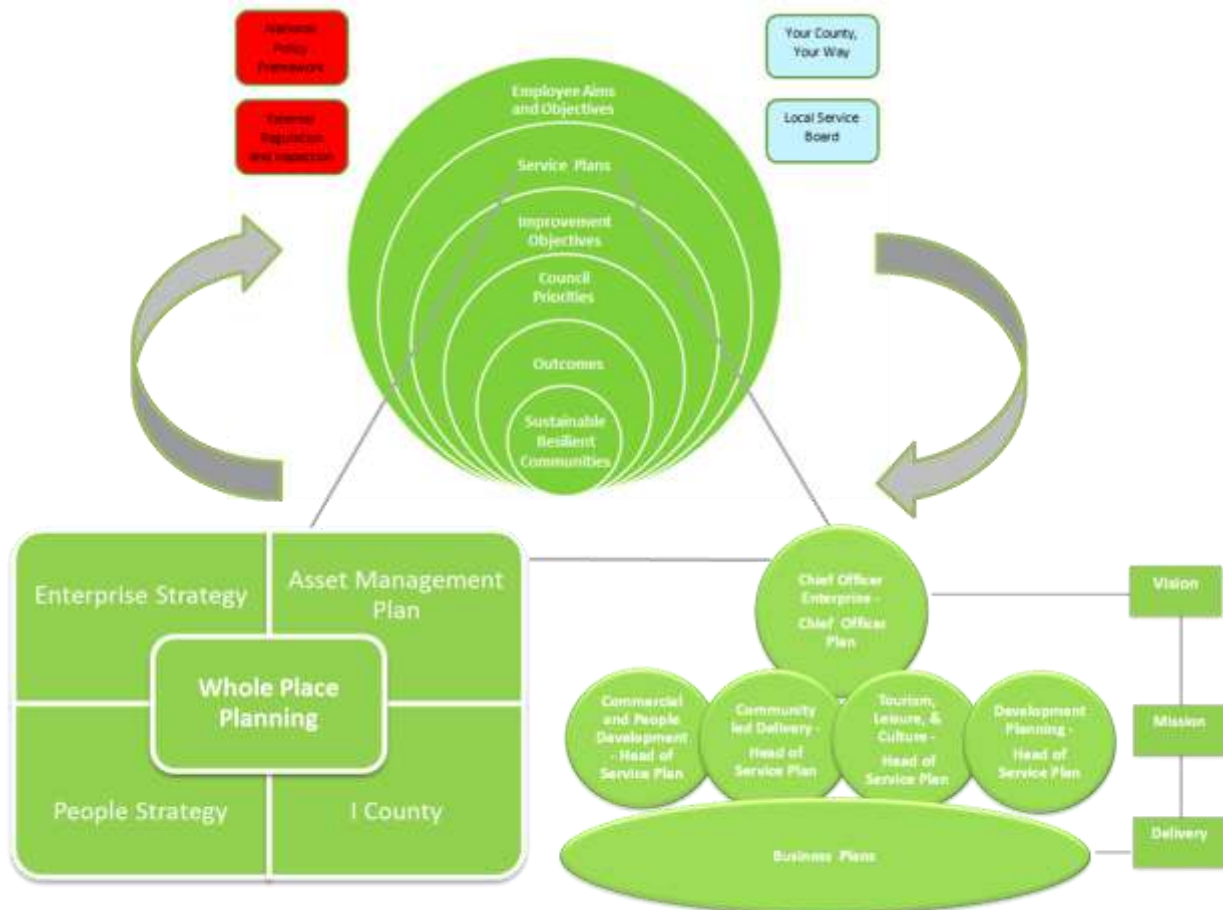 National
Policy
Framework
External
Regulation
and Inspection
Your County,
Your Way
Local Service
Board
Employee Aims
and Objectives
Service Plans
Improvement
Objectives
Council
Priorities
Outcomes
Sustainable
Resilient
Communities
Enterprise Strategy
Asset Management
Plan
Whole Place
Planning
People Strategy
I County
Chief Officer
Enterprise -
Chief Officer
Plan
Commercial
and People
Development
- Head of
Service Plan
Community
led Delivery -
Head of
Service Plan
Tourism,
Leisure, &
Culture -
Head of
Service Plan
Development
Planning -
Head of
Service Plan
Business Plans
Vision
Mission
Delivery